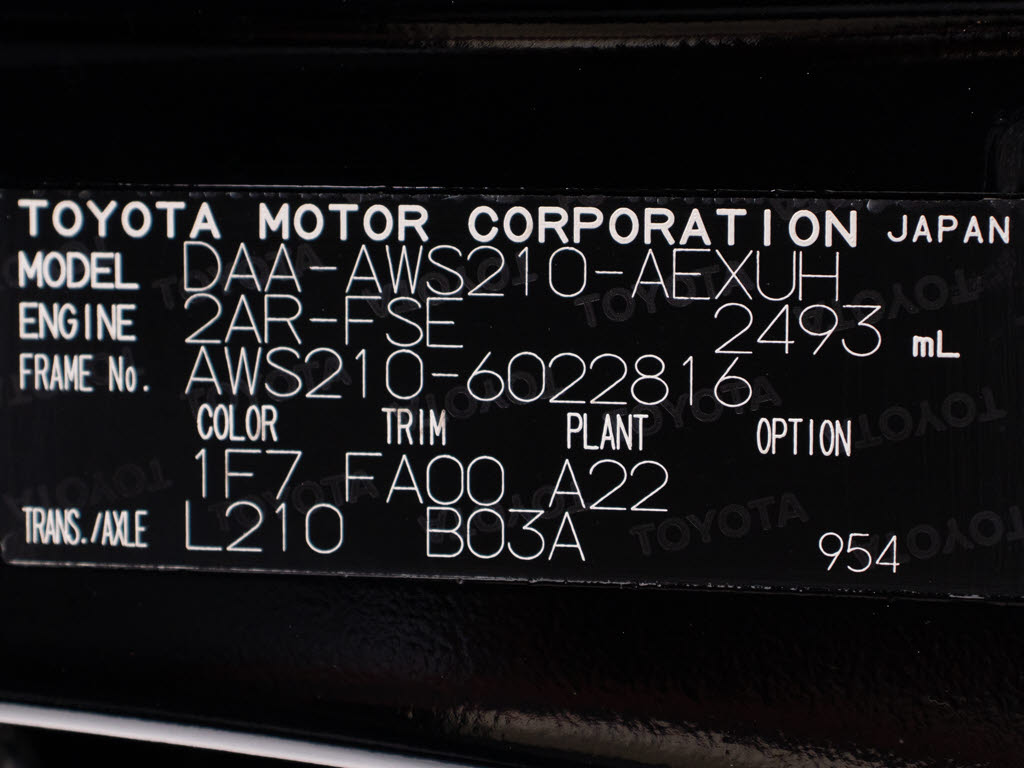 TOYOTA MOTOR CORPORATION JAPAN
MODEL DAA-AWS210-AEXUH
ENGINE 2AR-FSE 2493 mL
FRAME No. AWS210-6022816
COLOR TRIM PLANT OPTION
1F7 FA00 A22
TRANS./AXLE L210 B03A 954